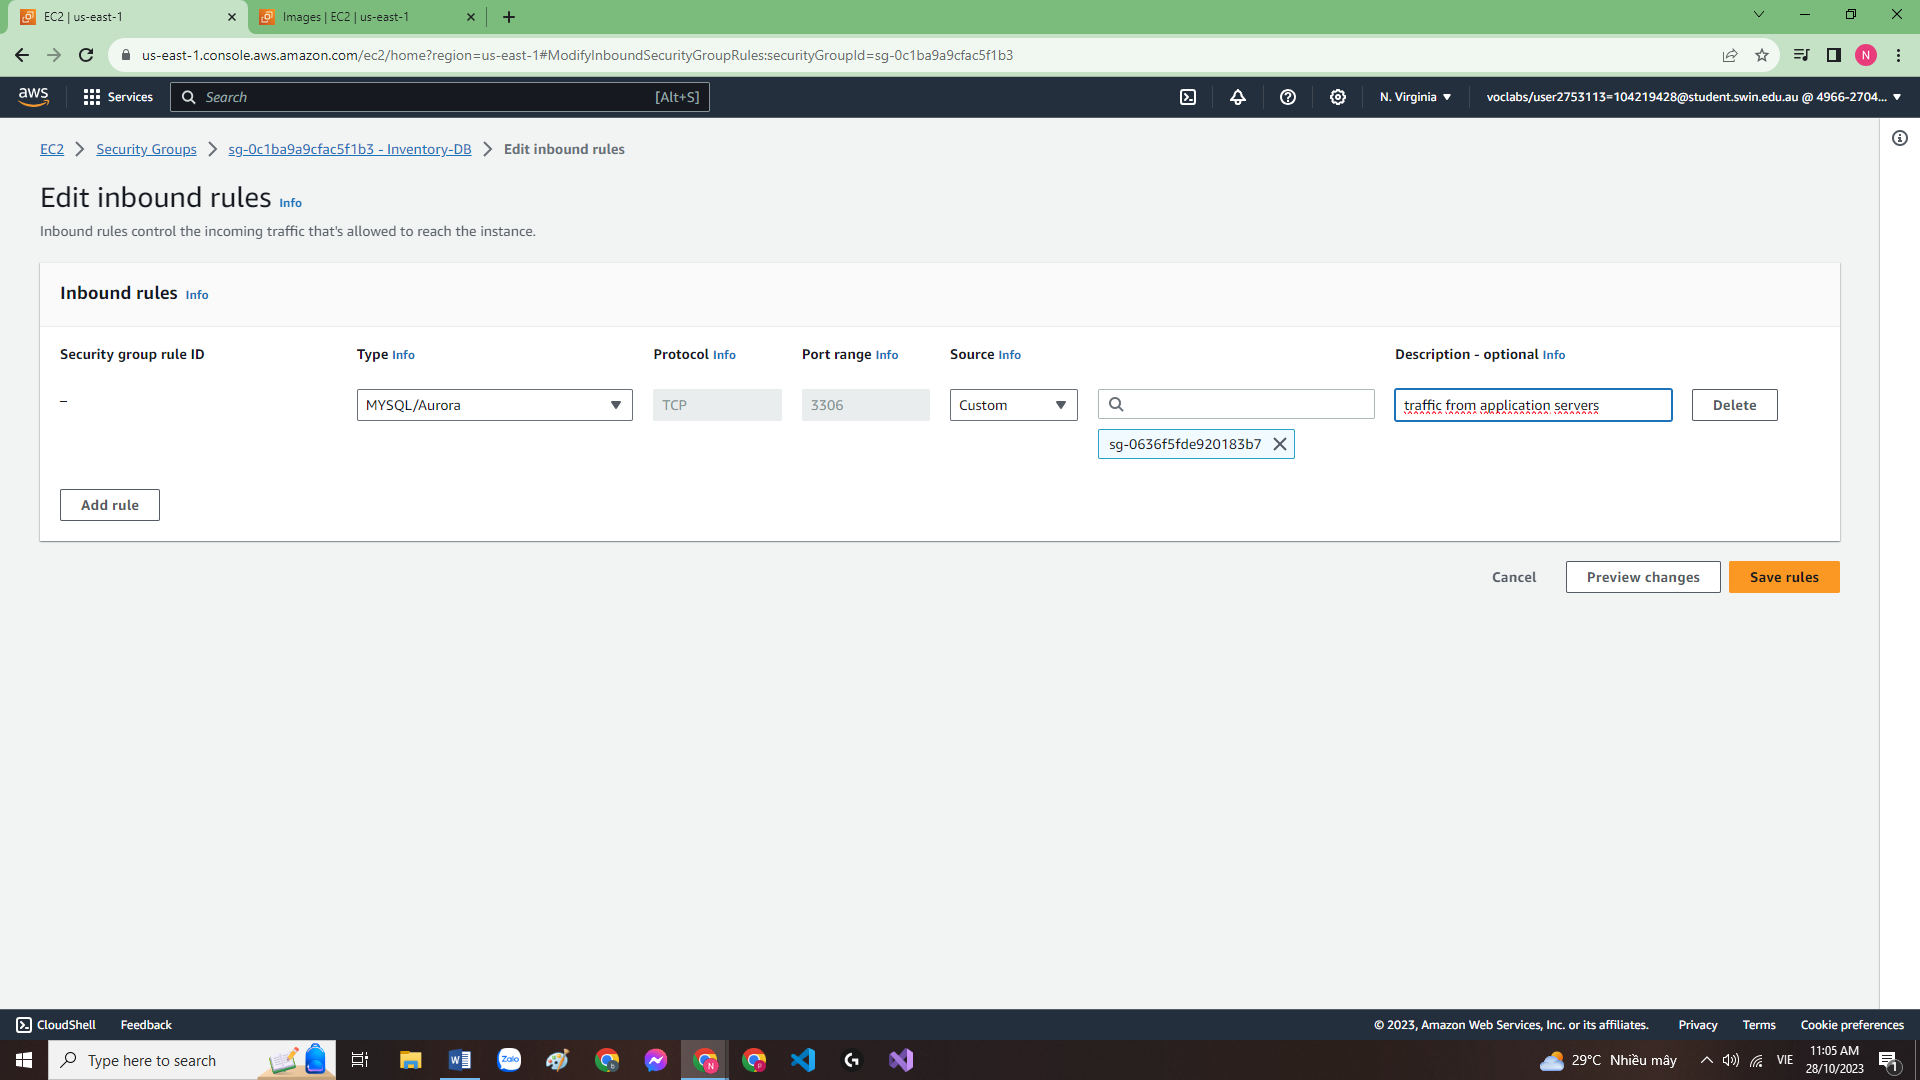 EC2 | us-east-1
Images | EC2 | us-east-1
us-east-1.console.aws.amazon.com/ec2/home?region=us-east-1#ModifyInboundSecurityGroupRules:securityGroupId=sg-0c1ba9a9cfac5f1b3
N
aws
Services
Search
[Alt+S]
N. Virginia
voclabs/user2753113=104219428@student.swin.edu.au @ 4966-2704...
EC2
Security Groups
sg-0c1ba9a9cfac5f1b3 - Inventory-DB
Edit inbound rules
Edit inbound rules Info
Inbound rules control the incoming traffic that's allowed to reach the instance.
Inbound rules Info
Security group rule ID
Type Info
Protocol Info
Port range Info
Source Info
Description - optional Info
–
MYSQL/Aurora
TCP
3306
Custom
traffic from application servers
Delete
sg-0636f5fde920183b7
Add rule
Cancel
Preview changes
Save rules
CloudShell
Feedback
© 2023, Amazon Web Services, Inc. or its affiliates.
Privacy
Terms
Cookie preferences
Type here to search
Zalo
29°C Nhiều mây
VIE
11:05 AM
28/10/2023
1